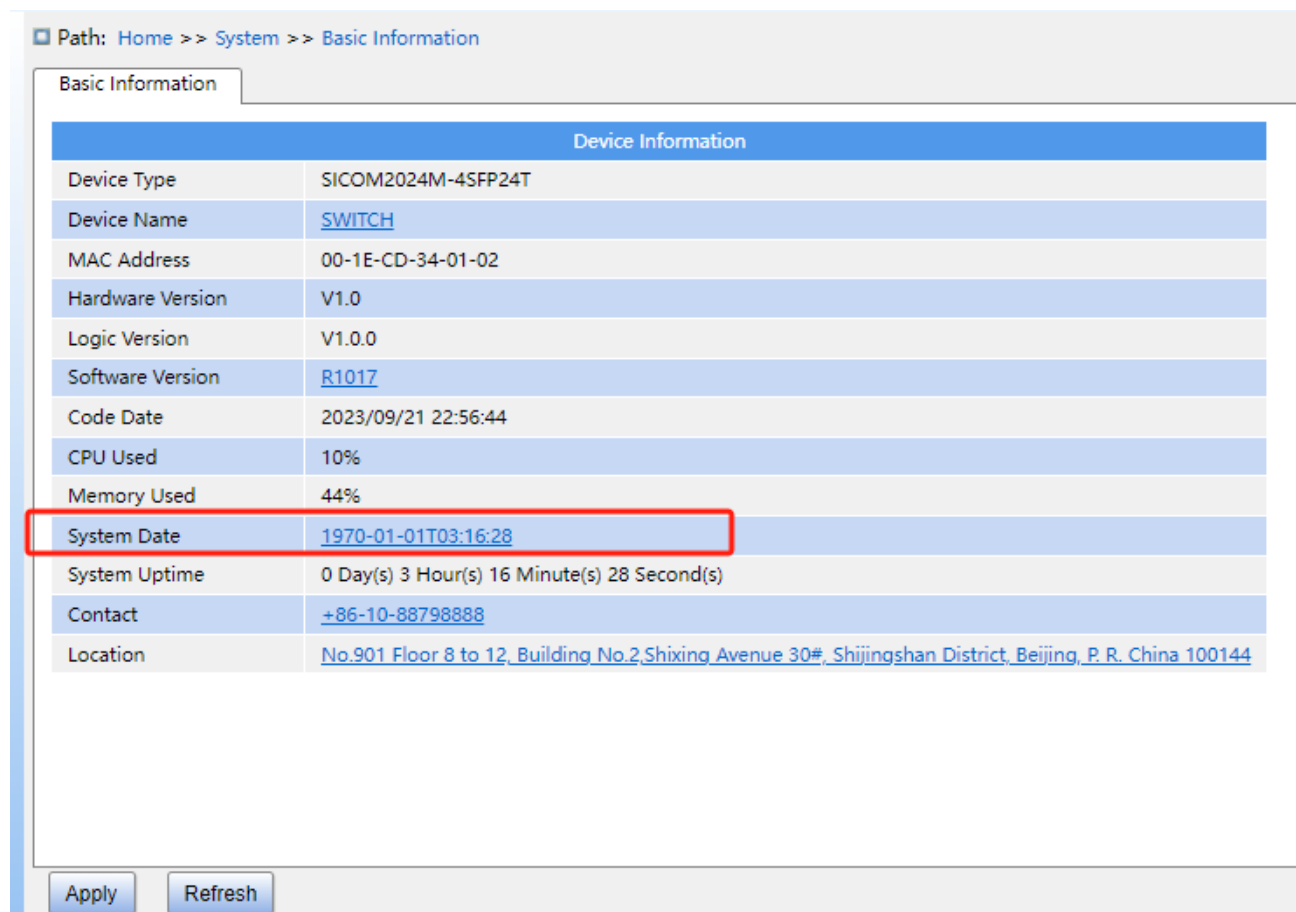 Path: Home >> System >> Basic Information
Basic Information
Device Information
Device Type SICOM2024M-4SFP24T
Device Name SWITCH
MAC Address 00-1E-CD-34-01-02
Hardware Version V1.0
Logic Version V1.0.0
Software Version R1017
Code Date 2023/09/21 22:56:44
CPU Used 10%
Memory Used 44%
System Date 1970-01-01T03:16:28
System Uptime 0 Day(s) 3 Hour(s) 16 Minute(s) 28 Second(s)
Contact +86-10-88798888
Location No.901 Floor 8 to 12, Building No.2,Shixing Avenue 30#, Shijingshan District, Beijing, P. R. China 100144
Apply Refresh